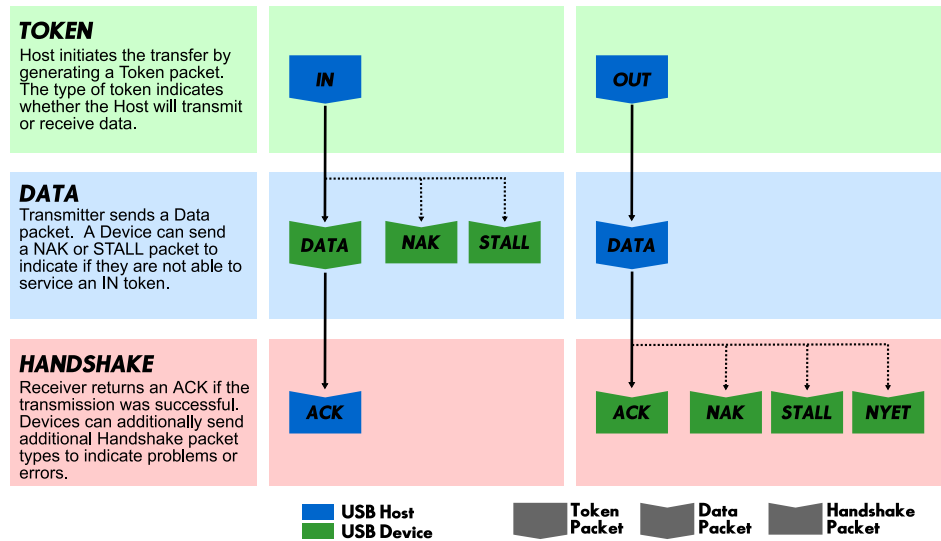 TOKEN
Host initiates the transfer by
generating a Token packet.
The type of token indicates
whether the Host will transmit
or receive data.
IN
OUT
DATA
Transmitter sends a Data
packet.  A Device can send
a NAK or STALL packet to
indicate if they are not able to
service an IN token.
DATA
NAK
STALL
DATA
HANDSHAKE
Receiver returns an ACK if the
transmission was successful.
Devices can additionally send
additional Handshake packet
types to indicate problems or
errors.
ACK
ACK
NAK
STALL
NYET
USB Host
USB Device
Token
Packet
Data
Packet
Handshake
Packet